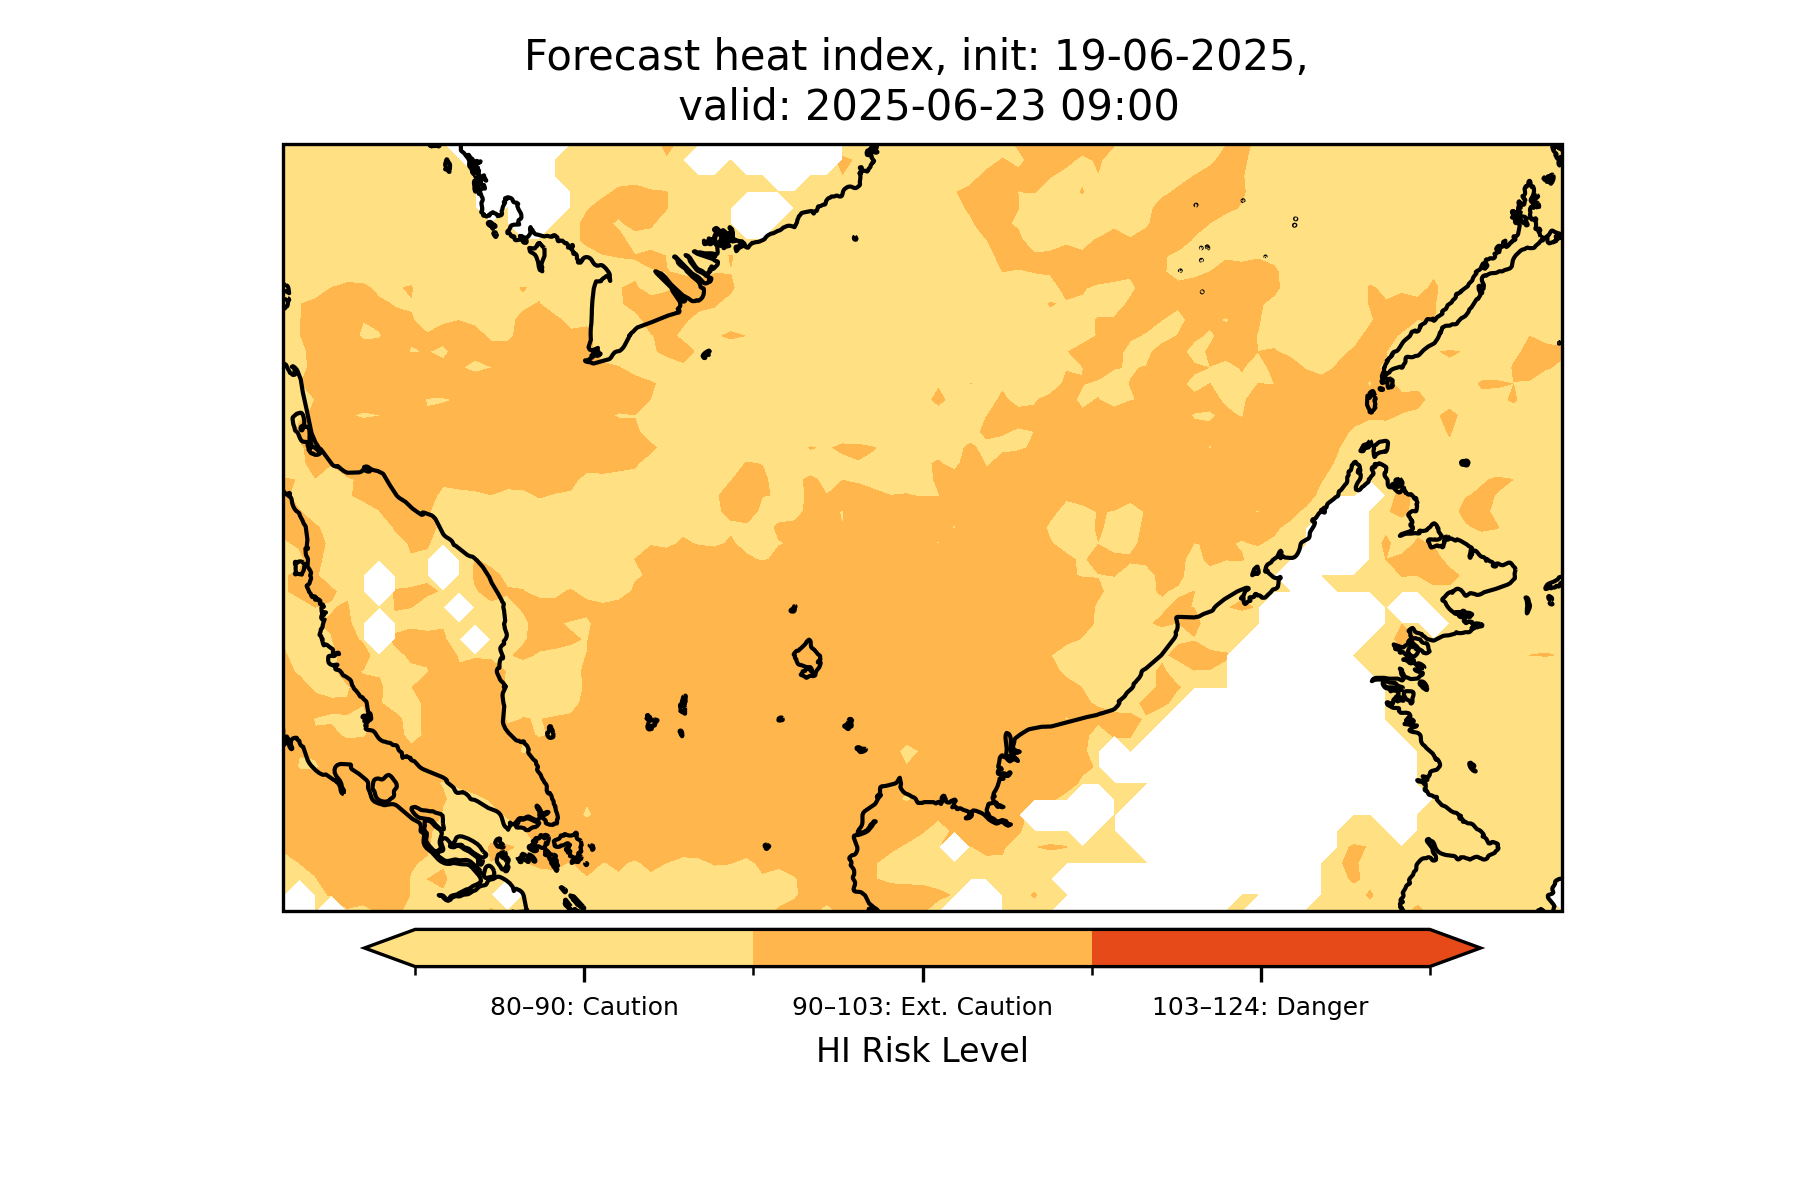 Forecast heat index, init: 19-06-2025,
valid: 2025-06-23 09:00
80–90: Caution
90–103: Ext. Caution
103–124: Danger
HI Risk Level